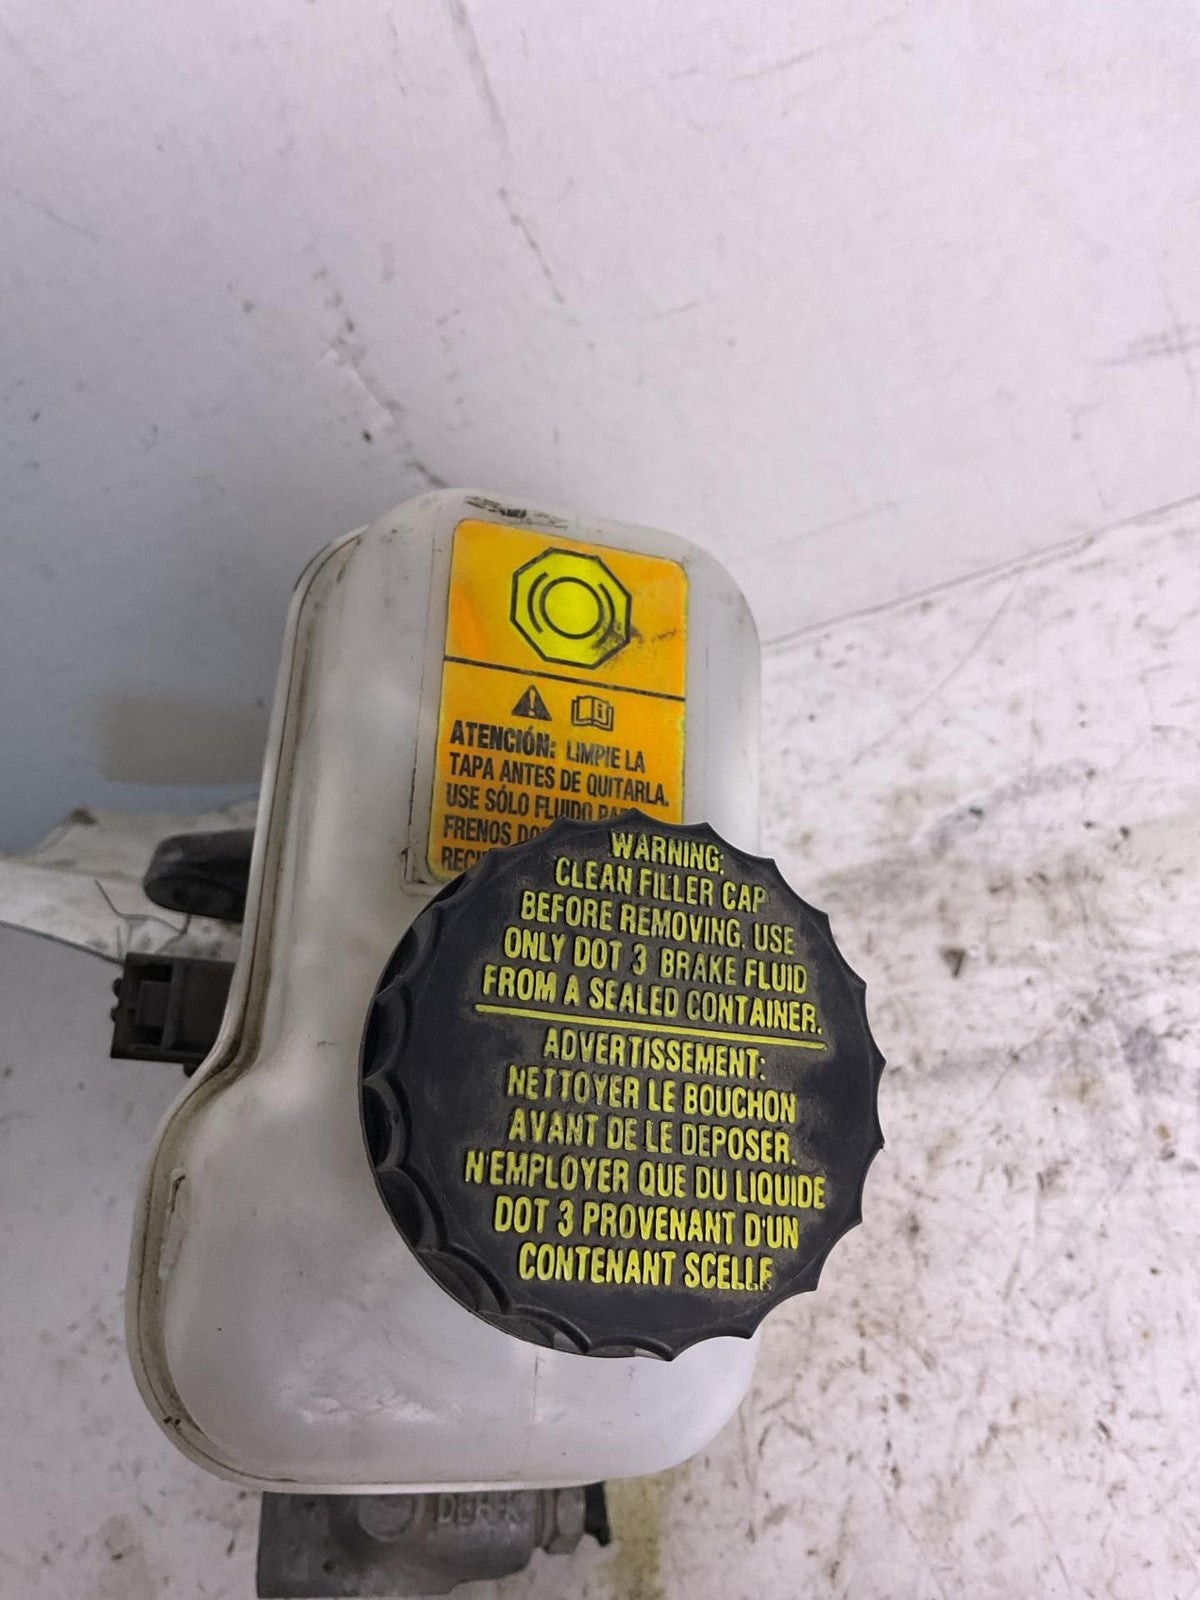 ATENCIÓN: LIMPIE LA
TAPA ANTES DE QUITARLA.
USE SÓLO FLUIDO
FRENOS
WARNING:
CLEAN FILLER CAP
BEFORE REMOVING. USE
ONLY DOT 3 BRAKE FLUID
FROM A SEALED CONTAINER.
ADVERTISSEMENT:
NETTOYER LE BOUCHON
AVANT DE LE DEPOSER.
N'EMPLOYER QUE DU LIQUIDE
DOT 3 PROVENANT D'UN
CONTENANT SCELLE